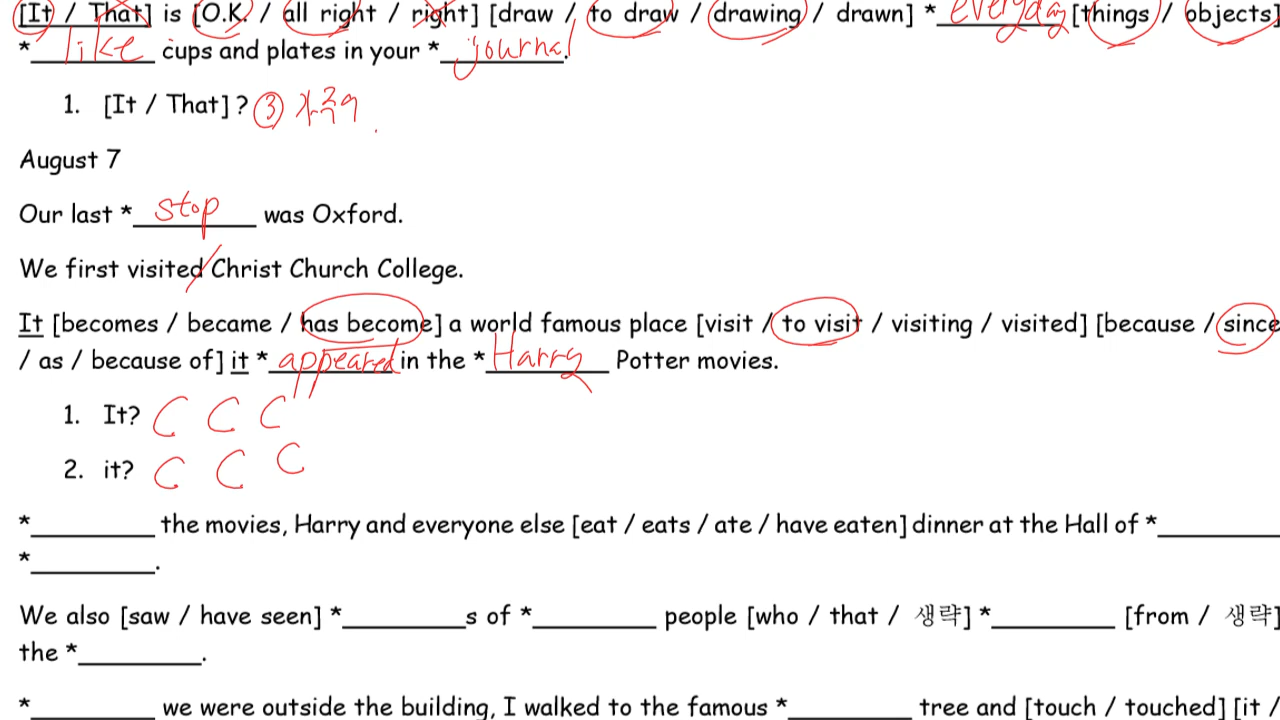 [It / That] is [O.K. / all right / right] [draw / to draw / drawing / drawn] * everyday [things / objects]
* like cups and plates in your * journal.
1. [It / That] ? ③ 가주어
August 7
Our last * stop was Oxford.
We first visited / Christ Church College.
It [becomes / became / has become] a world famous place [visit / to visit / visiting / visited] [because / since
/ as / because of] it * appeared in the * Harry Potter movies.
1. It? C C C
2. it? C C C
*_________ the movies, Harry and everyone else [eat / eats / ate / have eaten] dinner at the Hall of *_________
*_________.
We also [saw / have seen] *_________s of *_________ people [who / that / 생략] *_________ [from / 생략]
the *_________.
*_________ we were outside the building, I walked to the famous *_________ tree and [touch / touched] [it /